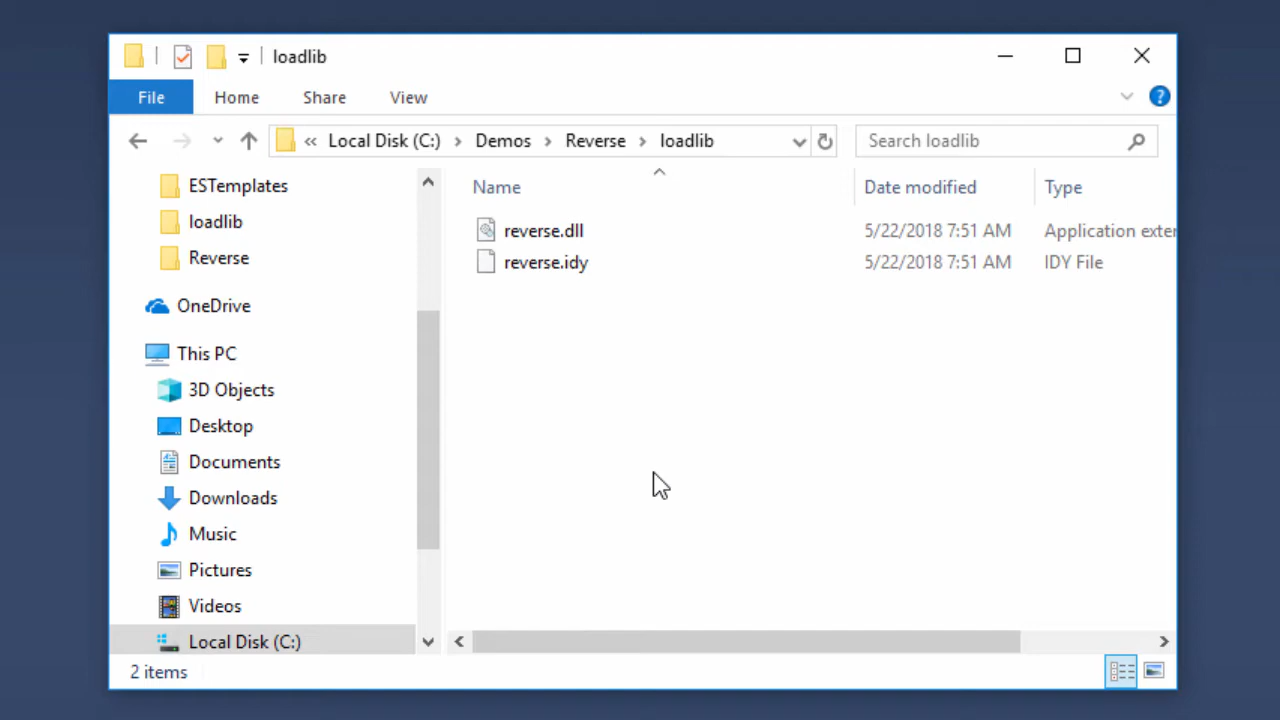 loadlib
File Home Share View
« Local Disk (C:) > Demos > Reverse > loadlib
Search loadlib
ESTemplates
loadlib
Reverse
OneDrive
This PC
3D Objects
Desktop
Documents
Downloads
Music
Pictures
Videos
Local Disk (C:)
Name Date modified Type
reverse.dll 5/22/2018 7:51 AM Application exter
reverse.idy 5/22/2018 7:51 AM IDY File
2 items